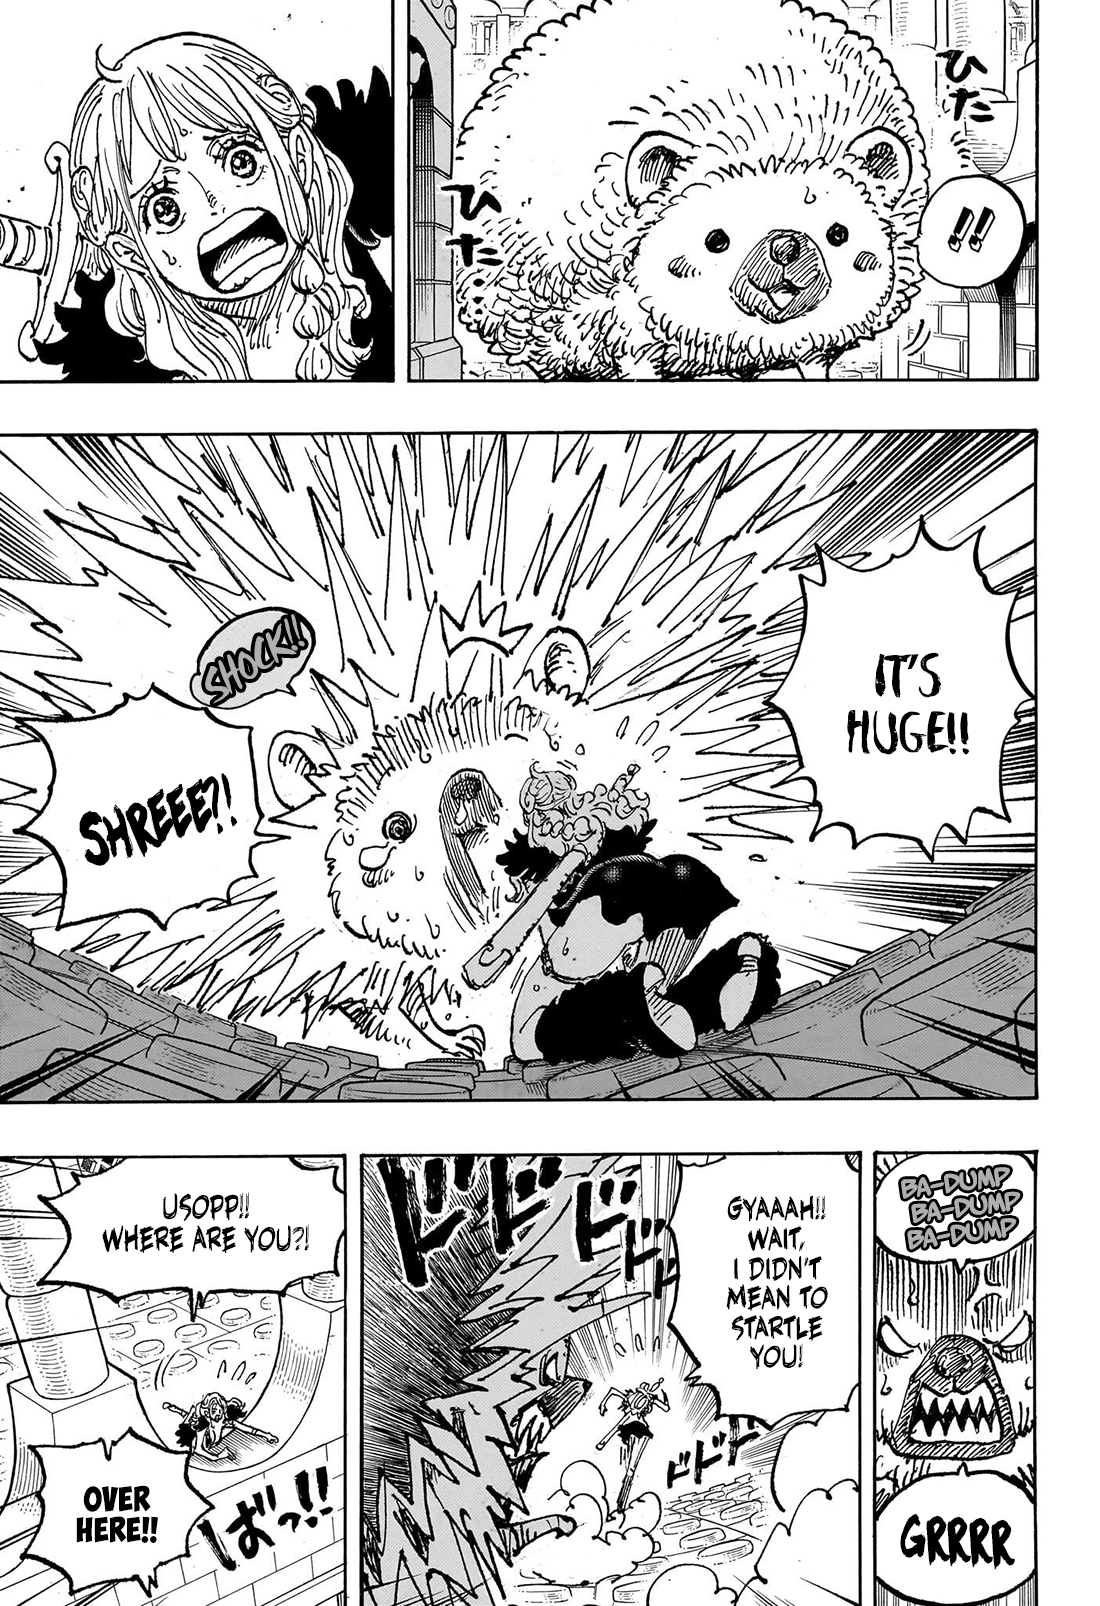 ひた
!!
ひた……
IT'S
HUGE!!
SHOCK!!
SHREEE?!
BA-DUMP
BA-DUMP
BA-DUMP
GRRRR
GYAAAH!!
WAIT,
I DIDN'T
MEAN TO
STARTLE
YOU!
ドドドド
ドドドド
USOPP!!
WHERE ARE YOU?!
OVER
HERE!!
ばっ!!